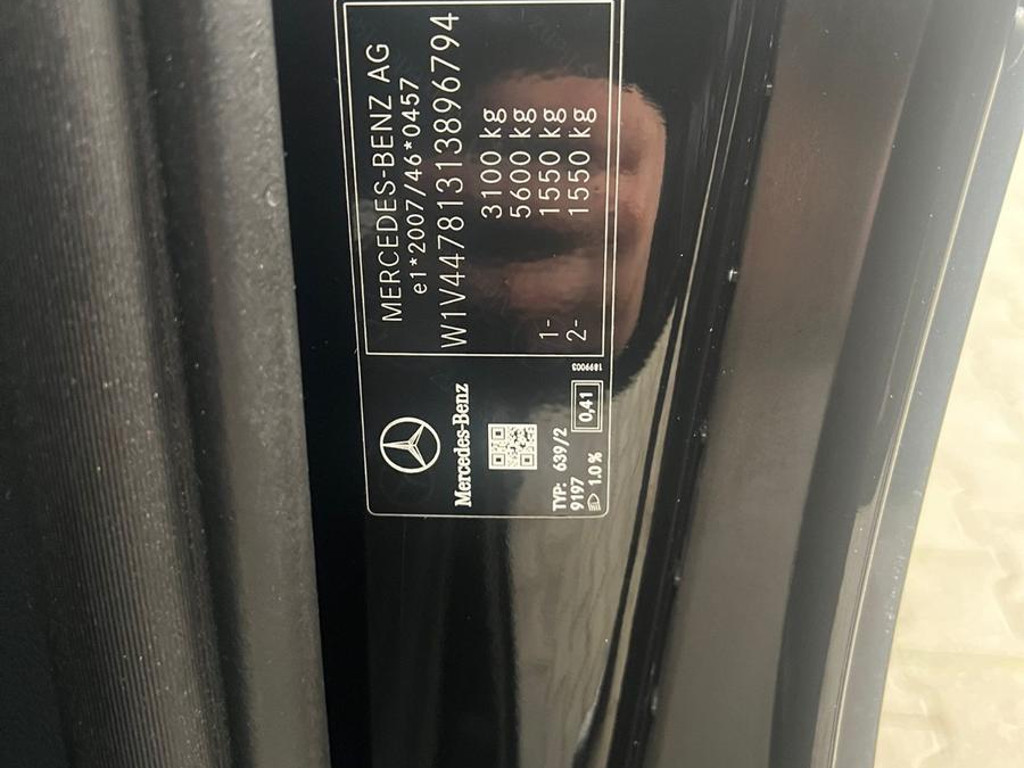 MERCEDES-BENZ AG
e1*2007/46*0457
W1V44781313896794
3100 kg
5600 kg
1- 1550 kg
2- 1550 kg
Mercedes-Benz
TYP: 639/2
9197
1.0%
0,41
1899003